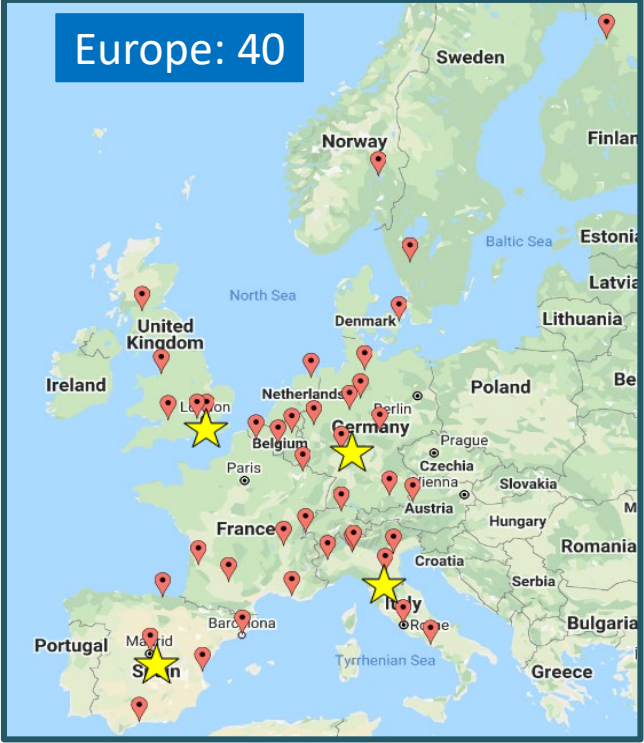 Europe: 40
Sweden
Norway
Finlan
Baltic Sea
Estonia
North Sea
Latvia
Denmark
Lithuania
United
Kingdom
Ireland
Netherlands
Poland
Be
London
Berlin
Germany
Belgium
Prague
Paris
Czechia
Vienna
Slovakia
Austria
M
Hungary
France
Romania
Croatia
Serbia
Italy
Barcelona
Rome
Bulgaria
Portugal
Madrid
Tyrrhenian Sea
Spain
Greece